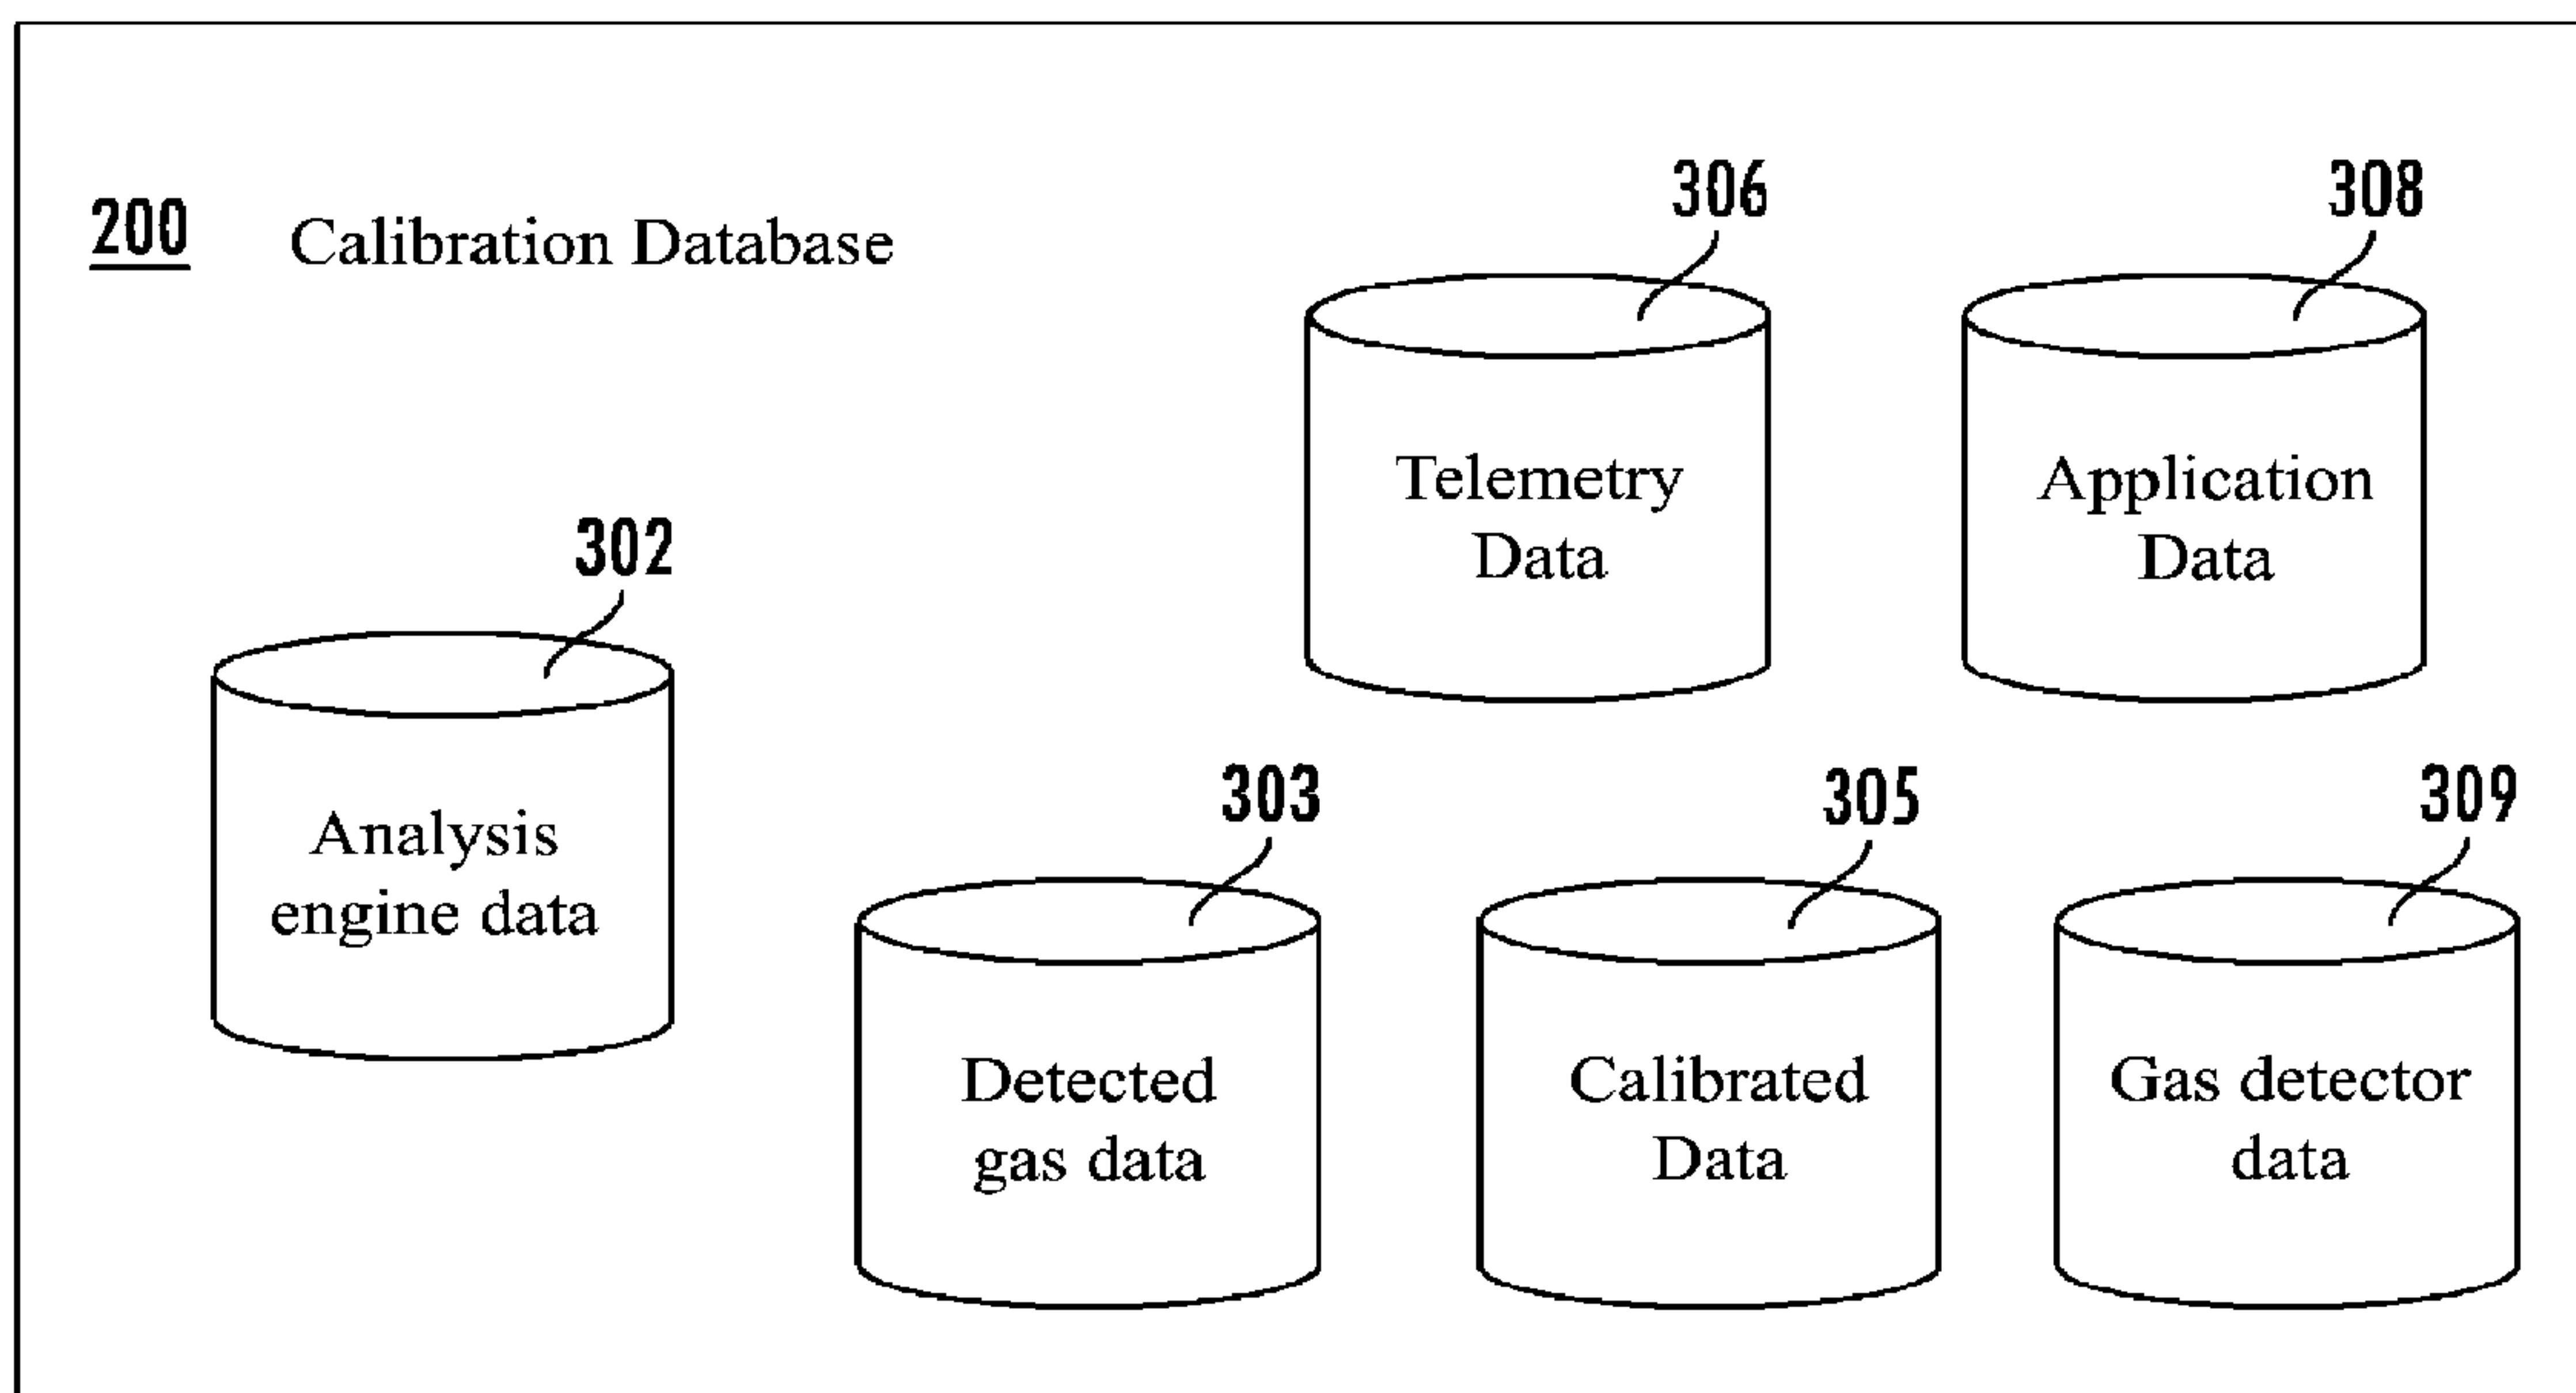 200 Calibration Database
306
308
Telemetry
Data
Application
Data
302
Analysis
engine data
303
305
309
Detected
gas data
Calibrated
Data
Gas detector
data